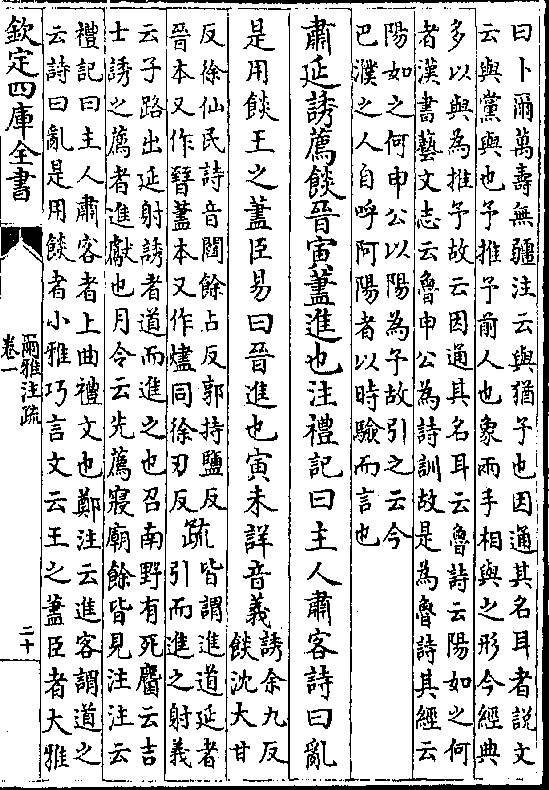 曰卜爾萬壽無疆注云與猶予也因通其名耳者說文
云與黨與也予推予前人也象兩手相與之形今經典
多以與為推予故云因通其名耳云魯詩云陽如之何
者漢書藝文志云魯申公為詩訓故是為魯詩其經云
陽如之何申公以陽為予故引之云今
巴濮之人自呼阿陽者以時驗而言也
肅延誘薦餤晉寅藎進也注禮記曰主人肅客詩曰亂
是用餤王之藎臣易曰晉進也寅未詳音義
誘余九反
餤沈大甘
反徐仙民詩音閻餘占反郭持鹽反
晉本又作藎本又作燼同徐刃反
疏
皆謂進道延者
引而進之射義
云子路出延射誘者道而進之也召南野有死麕云吉
士誘之薦者進獻也月令云先薦寢廟餘皆見注注云
禮記曰主人肅客者上曲禮文也鄭注云進客謂道之
云詩曰亂是用餤者小雅巧言文云王之藎臣者大雅
欽定四庫全書
爾雅注疏
卷一
二十